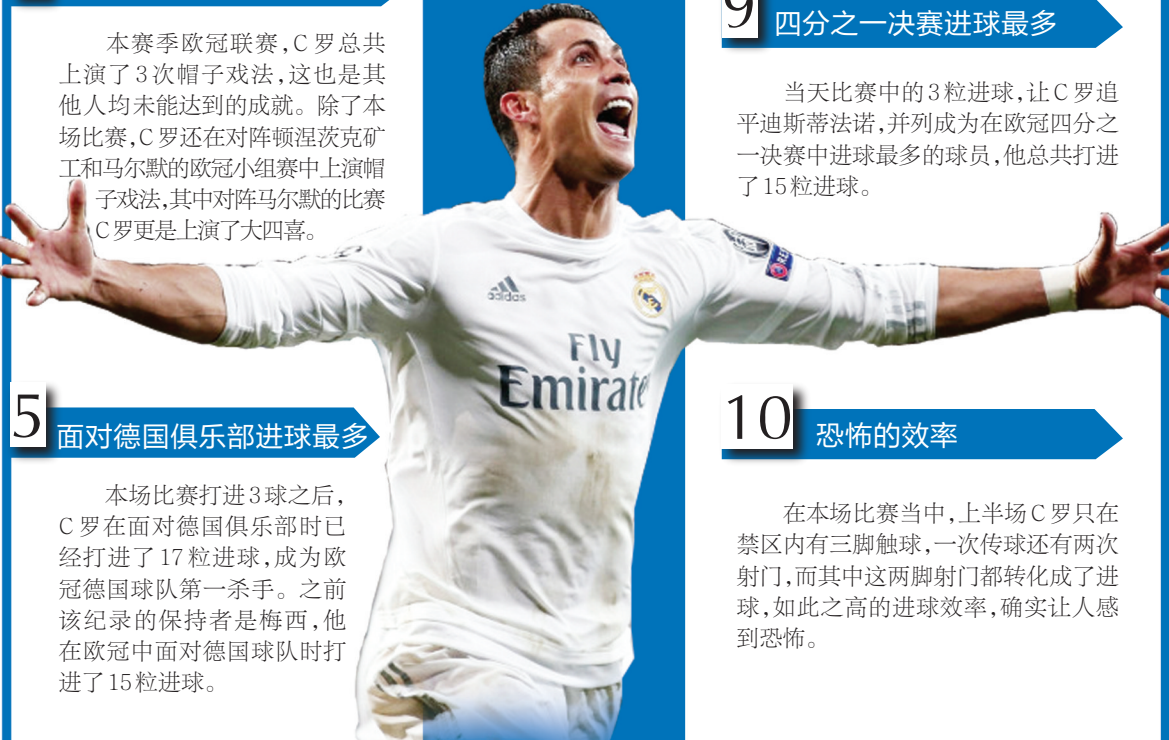 本赛季欧冠联赛,C罗总共
上演了3次帽子戏法,这也是其
他人均未能达到的成就。除了本
场比赛,C罗还在对阵顿涅茨克矿
工和马尔默的欧冠小组赛中上演帽
子戏法,其中对阵马尔默的比赛
C罗更是上演了大四喜。
5
面对德国俱乐部进球最多
本场比赛打进3球之后,
C罗在面对德国俱乐部时已
经打进了17粒进球,成为欧
冠德国球队第一杀手。之前
该纪录的保持者是梅西,他
在欧冠中面对德国球队时打
进了15粒进球。
adidas
Fly
Emirate
9
四分之一决赛进球最多
当天比赛中的3粒进球,让C罗追
平迪斯蒂法诺,并列成为在欧冠四分之
一决赛中进球最多的球员,他总共打进
了15粒进球。
10
恐怖的效率
在本场比赛当中,上半场C罗只在
禁区内有三脚触球,一次传球还有两次
射门,而其中这两脚射门都转化成了进
球,如此之高的进球效率,确实让人感
到恐怖。